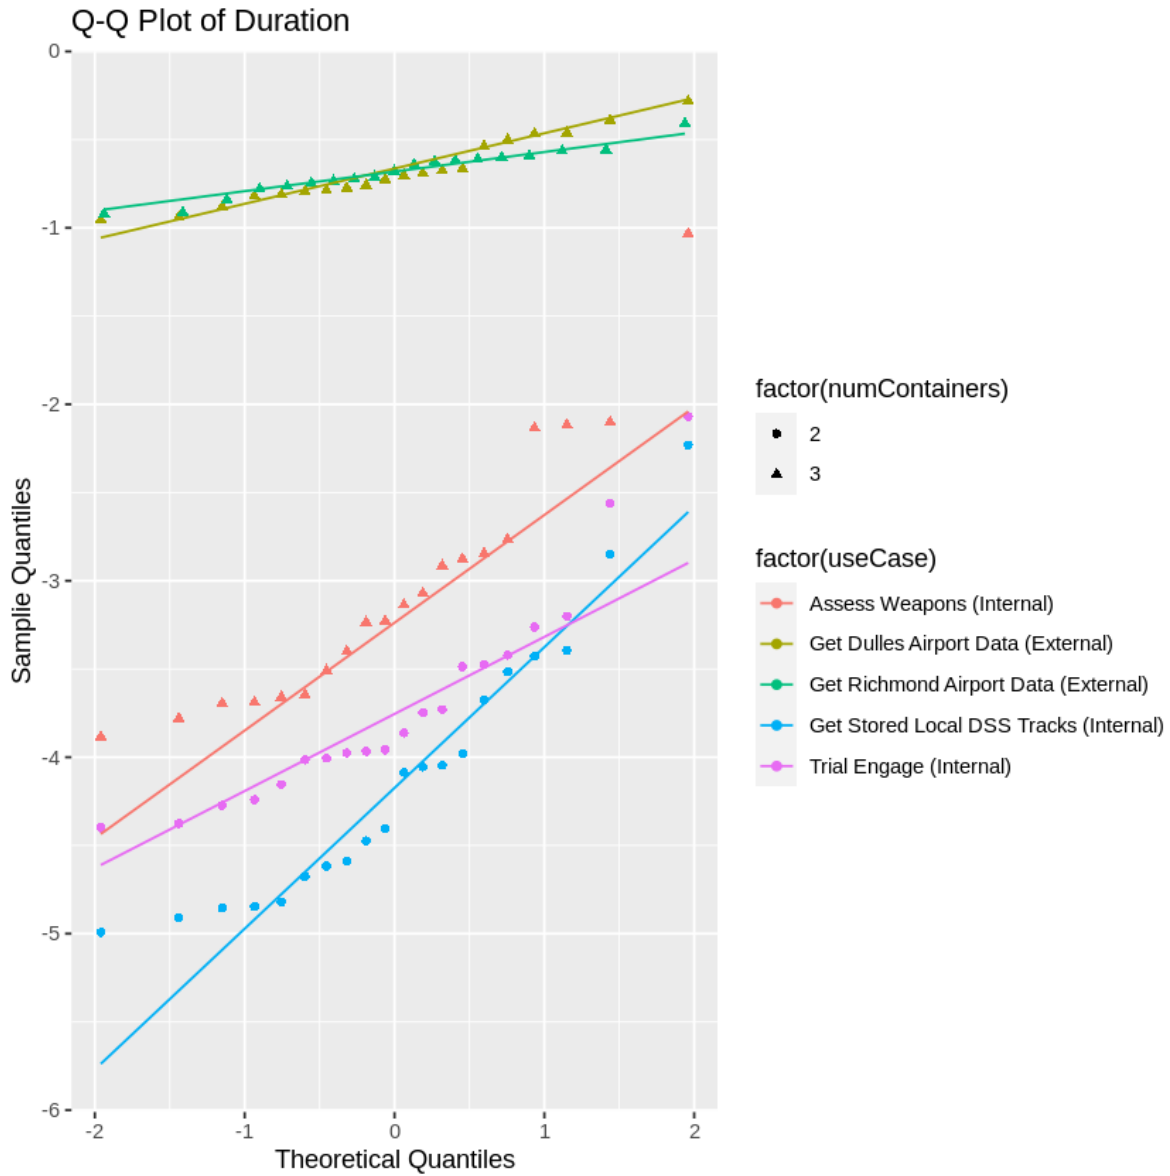 Q-Q Plot of Duration
0
-1
-2
-3
-4
-5
-6
-2
-1
0
1
2
Theoretical Quantiles
Samplie Quantiles
factor(numContainers)
2
3
factor(useCase)
Assess Weapons (Internal)
Get Dulles Airport Data (External)
Get Richmond Airport Data (External)
Get Stored Local DSS Tracks (Internal)
Trial Engage (Internal)